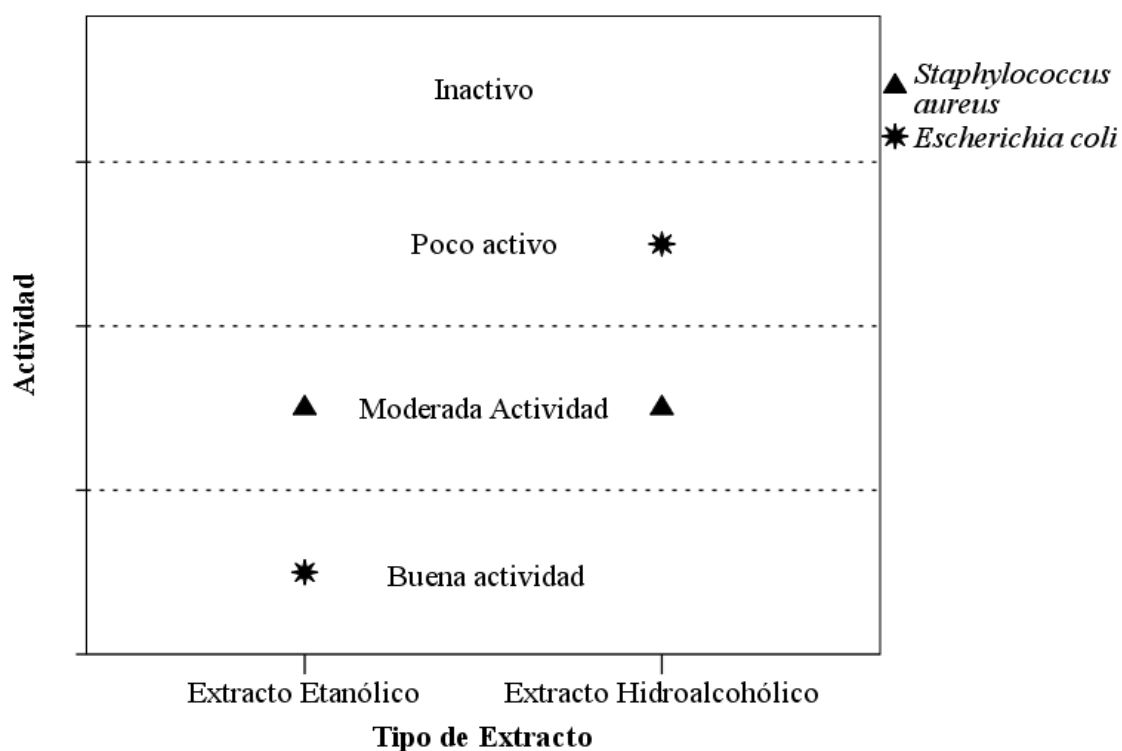 Inactivo
Staphylococcus
aureus
Escherichia coli
Poco activo
Actividad
Moderada Actividad
Buena actividad
Extracto Etanólico
Extracto Hidroalcohólico
Tipo de Extracto